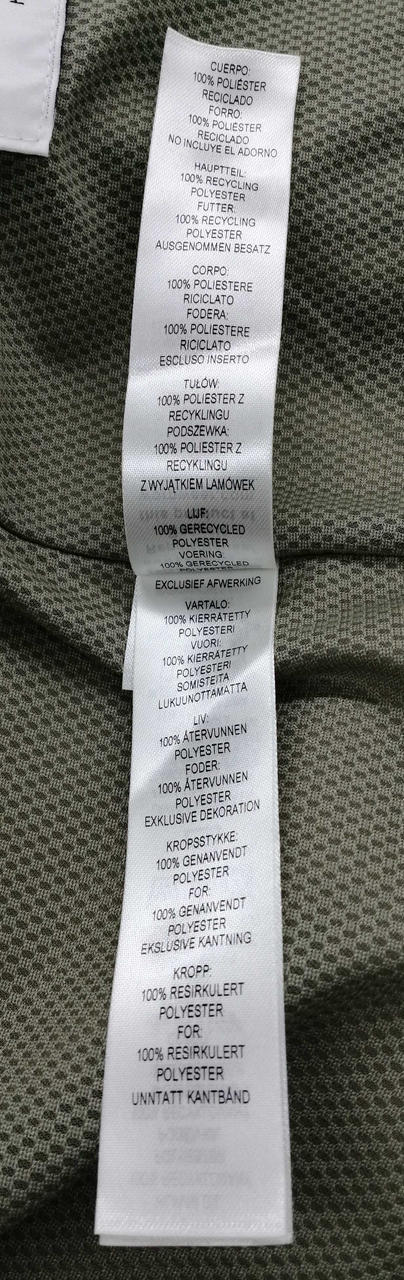 CUERPO:
100% POLIÉSTER
RECICLADO
FORRO:
100% POLIÉSTER
RECICLADO
NO INCLUYE EL ADORNO
HAUPTTEIL:
100% RECYCLING
POLYESTER
FUTTER:
100% RECYCLING
POLYESTER
AUSGENOMMEN BESATZ
CORPO:
100% POLIESTERE
RICICLATO
FODERA:
100% POLIESTERE
RICICLATO
ESCLUSO INSERTO
TUŁÓW:
100% POLIESTER Z
RECYKLINGU
PODSZEWKA:
100% POLIESTER Z
RECYKLINGU
Z WYJĄTKIEM LAMÓWEK
LIJF:
100% GERECYCLED
POLYESTER
VOERING:
100% GERECYCLED
POLYESTER
EXCLUSIEF AFWERKING
VARTALO:
100% KIERRÄTETTY
POLYESTERI
VUORI:
100% KIERRÄTETTY
POLYESTERI
SOMISTEITA
LUKUUNOTTAMATTA
LIV:
100% ÅTERVUNNEN
POLYESTER
FODER:
100% ÅTERVUNNEN
POLYESTER
EXKLUSIVE DEKORATION
KROPSSTYKKE:
100% GENANVENDT
POLYESTER
FOR:
100% GENANVENDT
POLYESTER
EKSLUSIVE KANTNING
KROPP:
100% RESIRKULERT
POLYESTER
FOR:
100% RESIRKULERT
POLYESTER
UNNTATT KANTBÅND